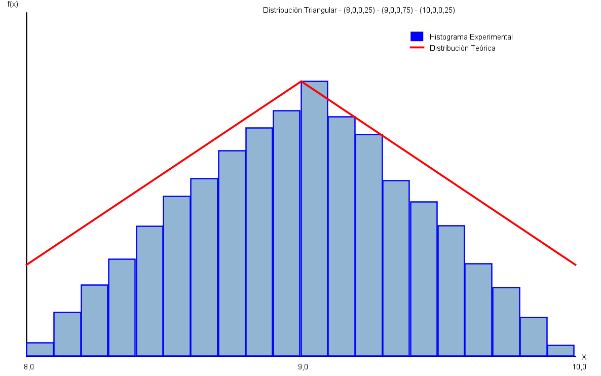 f(x)
Distribución Triangular - (8,0;0,25) - (9,0;0,75) - (10,0;0,25)
Histograma Experimental
Distribución Teórica
X
8,0
9,0
10,0